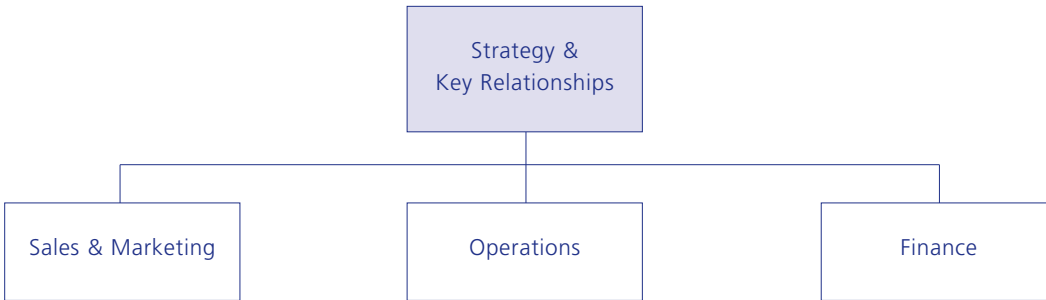 Strategy &
Key Relationships
Sales & Marketing
Operations
Finance